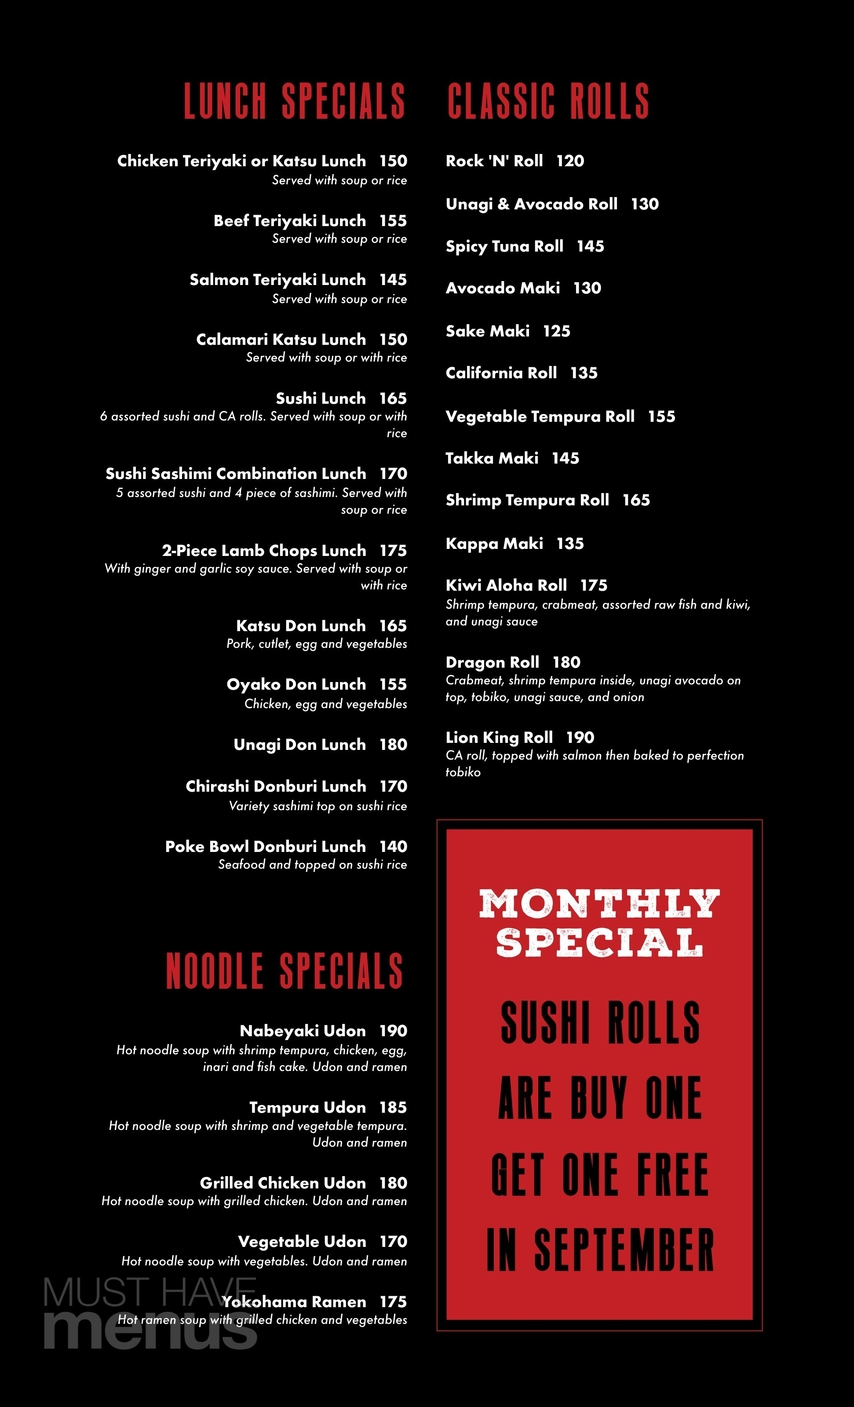 LUNCH SPECIALS
Chicken Teriyaki or Katsu Lunch 150
Served with soup or rice
Beef Teriyaki Lunch 155
Served with soup or rice
Salmon Teriyaki Lunch 145
Served with soup or rice
Calamari Katsu Lunch 150
Served with soup or with rice
Sushi Lunch 165
6 assorted sushi and CA rolls. Served with soup or with
rice
Sushi Sashimi Combination Lunch 170
5 assorted sushi and 4 piece of sashimi. Served with
soup or rice
2-Piece Lamb Chops Lunch 175
With ginger and garlic soy sauce. Served with soup or
with rice
Katsu Don Lunch 165
Pork, cutlet, egg and vegetables
Oyako Don Lunch 155
Chicken, egg and vegetables
Unagi Don Lunch 180
Chirashi Donburi Lunch 170
Variety sashimi top on sushi rice
Poke Bowl Donburi Lunch 140
Seafood and topped on sushi rice
NOODLE SPECIALS
Nabeyaki Udon 190
Hot noodle soup with shrimp tempura, chicken, egg,
inari and fish cake. Udon and ramen
Tempura Udon 185
Hot noodle soup with shrimp and vegetable tempura.
Udon and ramen
Grilled Chicken Udon 180
Hot noodle soup with grilled chicken. Udon and ramen
Vegetable Udon 170
Hot noodle soup with vegetables. Udon and ramen
Yokohama Ramen 175
Hot ramen soup with grilled chicken and vegetables
MUST HAVE
menus
CLASSIC ROLLS
Rock 'N' Roll 120
Unagi & Avocado Roll 130
Spicy Tuna Roll 145
Avocado Maki 130
Sake Maki 125
California Roll 135
Vegetable Tempura Roll 155
Takka Maki 145
Shrimp Tempura Roll 165
Kappa Maki 135
Kiwi Aloha Roll 175
Shrimp tempura, crabmeat, assorted raw fish and kiwi,
and unagi sauce
Dragon Roll 180
Crabmeat, shrimp tempura inside, unagi avocado on
top, tobiko, unagi sauce, and onion
Lion King Roll 190
CA roll, topped with salmon then baked to perfection
tobiko
MONTHLY
SPECIAL
SUSHI ROLLS
ARE BUY ONE
GET ONE FREE
IN SEPTEMBER